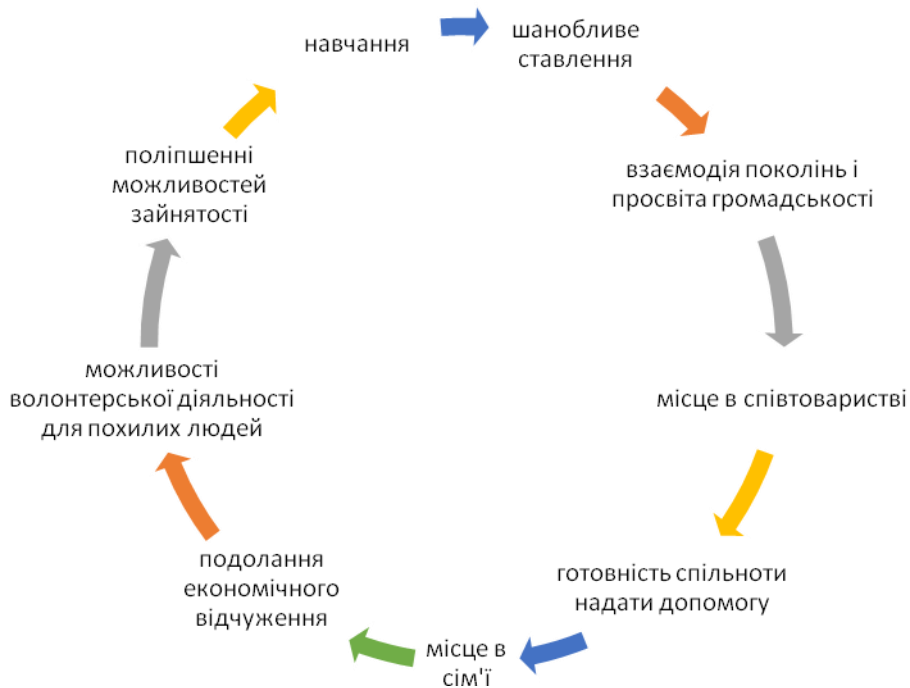 навчання
шанобливе
ставлення
взаємодія поколінь і
просвіта громадськості
місце в співтоваристві
готовність спільноти
надати допомогу
місце в
сім'ї
подолання
економічного
відчуження
можливості
волонтерської діяльності
для похилих людей
поліпшенні
можливостей
зайнятості